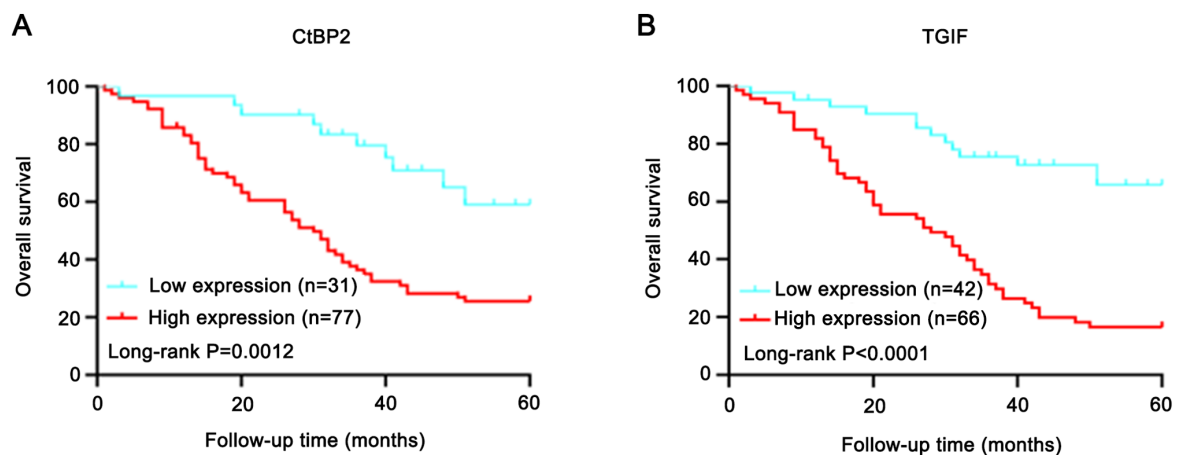 A
CtBP2
Overall survival
100
80
60
40
20
0
Low expression (n=31)
High expression (n=77)
Long-rank P=0.0012
0 20 40 60
Follow-up time (months)
B
TGIF
Overall survival
100
80
60
40
20
0
Low expression (n=42)
High expression (n=66)
Long-rank P<0.0001
0 20 40 60
Follow-up time (months)